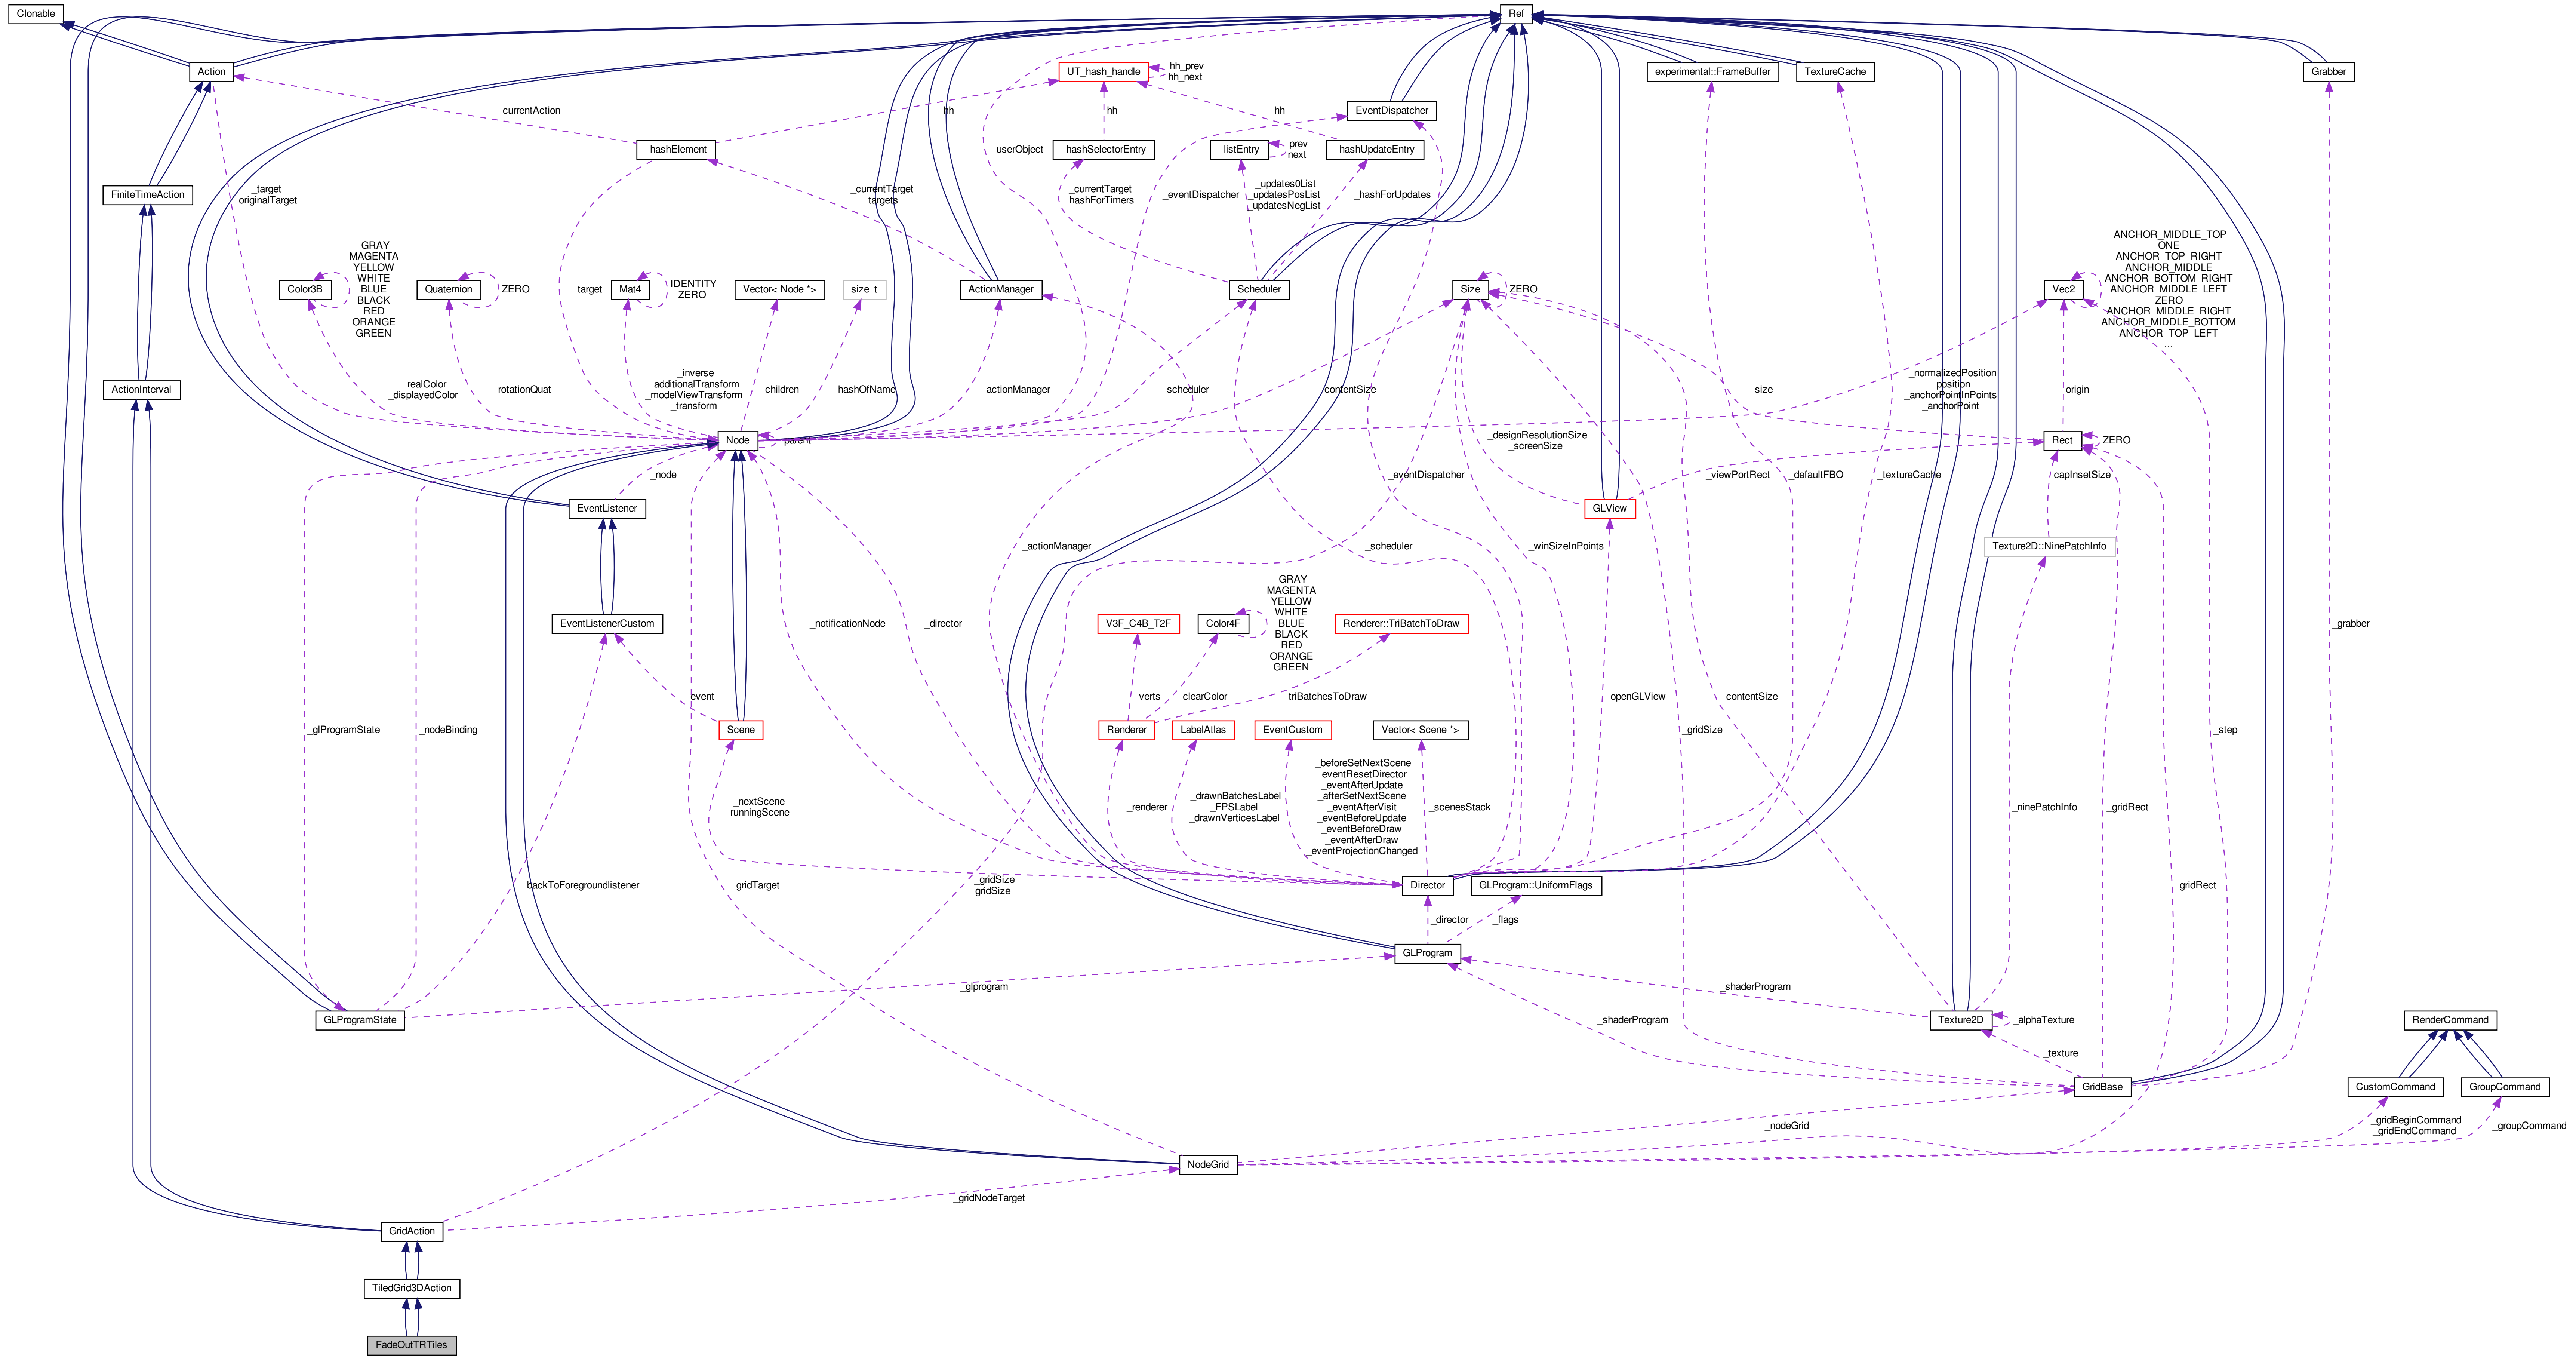 Clonable
Ref
Action
UT_hash_handle
hh_prev
hh_next
experimental::FrameBuffer
TextureCache
Grabber
currentAction
hh
hh
hh
EventDispatcher
_hashElement
_userObject
_hashSelectorEntry
_listEntry
prev
next
_hashUpdateEntry
FiniteTimeAction
_target
_originalTarget
_currentTarget
_targets
_currentTarget
_hashForTimers
_eventDispatcher
_updates0List
_updatesPosList
_updatesNegList
_hashForUpdates
Color3B
GRAY
MAGENTA
YELLOW
WHITE
BLUE
BLACK
RED
ORANGE
GREEN
Quaternion
ZERO
target
Mat4
IDENTITY
ZERO
Vector< Node *>
size_t
ActionManager
Scheduler
Size
ZERO
Vec2
ANCHOR_MIDDLE_TOP
ONE
ANCHOR_TOP_RIGHT
ANCHOR_MIDDLE
ANCHOR_BOTTOM_RIGHT
ANCHOR_MIDDLE_LEFT
ZERO
ANCHOR_MIDDLE_RIGHT
ANCHOR_MIDDLE_BOTTOM
ANCHOR_TOP_LEFT
...
ActionInterval
_realColor
_displayedColor
_rotationQuat
_inverse
_additionalTransform
_modelViewTransform
_transform
_children
_hashOfName
_actionManager
_scheduler
_contentSize
size
_normalizedPosition
_position
_anchorPointInPoints
_anchorPoint
origin
Node
_parent
_designResolutionSize
_screenSize
Rect
ZERO
_node
_eventDispatcher
_viewPortRect
_defaultFBO
_textureCache
capInsetSize
EventListener
GLView
_actionManager
_scheduler
_winSizeInPoints
Texture2D::NinePatchInfo
EventListenerCustom
_notificationNode
_director
V3F_C4B_T2F
Color4F
GRAY
MAGENTA
YELLOW
WHITE
BLUE
BLACK
RED
ORANGE
GREEN
Renderer::TriBatchToDraw
_grabber
_event
_verts
_clearColor
_triBatchesToDraw
_openGLView
_contentSize
_glProgramState
_nodeBinding
Scene
Renderer
LabelAtlas
EventCustom
Vector< Scene *>
_gridSize
_step
_nextScene
_runningScene
_renderer
_drawnBatchesLabel
_FPSLabel
_drawnVerticesLabel
_beforeSetNextScene
_eventResetDirector
_eventAfterUpdate
_afterSetNextScene
_eventAfterVisit
_eventBeforeUpdate
_eventBeforeDraw
_eventAfterDraw
_eventProjectionChanged
_scenesStack
_ninePatchInfo
_gridRect
_backToForegroundlistener
_gridTarget
_gridSize
gridSize
Director
GLProgram::UniformFlags
_gridRect
_director
_flags
GLProgram
_glprogram
_shaderProgram
GLProgramState
_shaderProgram
Texture2D
_alphaTexture
RenderCommand
_texture
GridBase
CustomCommand
GroupCommand
_nodeGrid
_gridBeginCommand
_gridEndCommand
_groupCommand
NodeGrid
_gridNodeTarget
GridAction
TiledGrid3DAction
FadeOutTRTiles